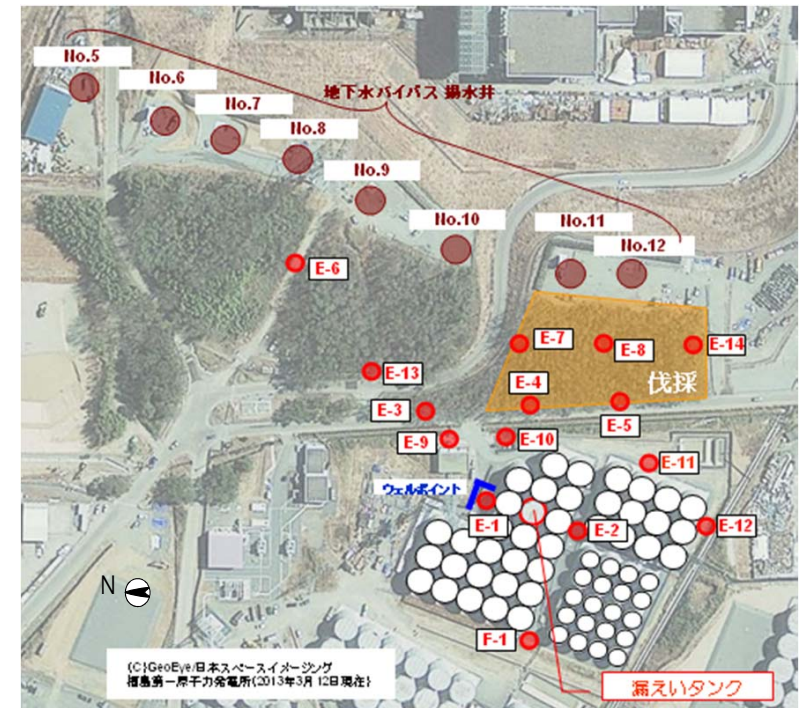 No.5
No.6
No.7
No.8
地下水バイパス 揚水井
No.9
No.10
No.11
No.12
E-6
E-7
E-8
E-14
E-13
伐採
E-4
E-3
E-5
E-9
E-10
E-11
ウェルポイント
E-1
E-2
E-12
N
F-1
(C)GeoEye/日本スペースイメージング
福島第一原子力発電所(2013年3月12日現在)
漏えいタンク